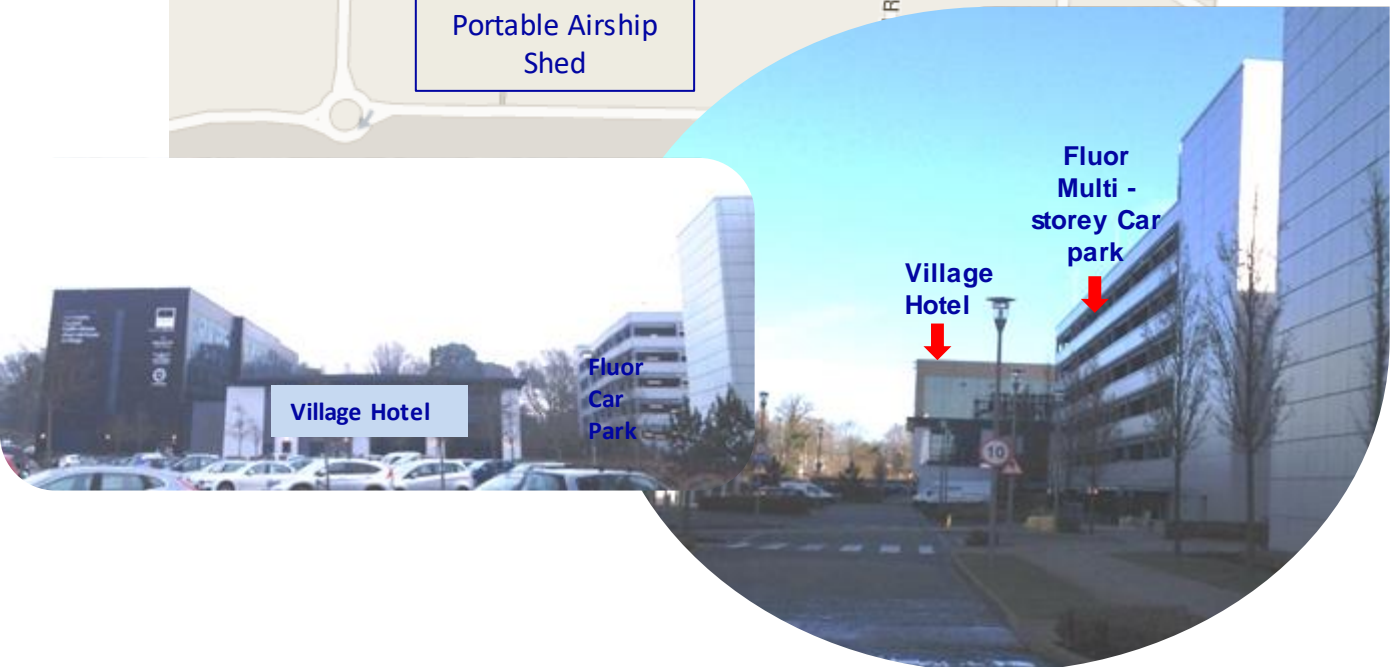 Portable Airship
Shed
R
Fluor
Multi -
storey Car
park
Village
Hotel
10
Fluor
Car
Park
Village Hotel